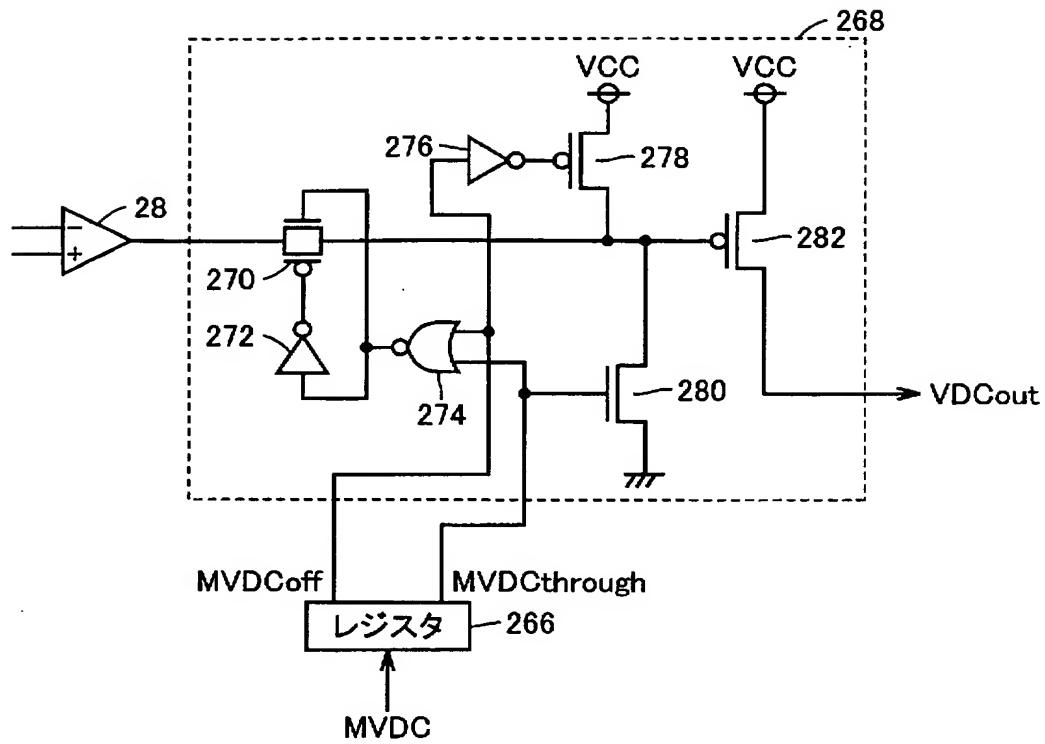 268
VCC
VCC
276
278
28
−
+
282
270
272
274
280
VDCout
MVDCoff
MVDCthrough
レジスタ
266
MVDC